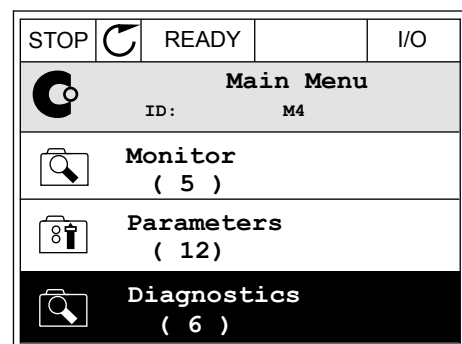 STOP READY I/O
Main Menu
ID: M4
Monitor
( 5 )
Parameters
( 12)
Diagnostics
( 6 )